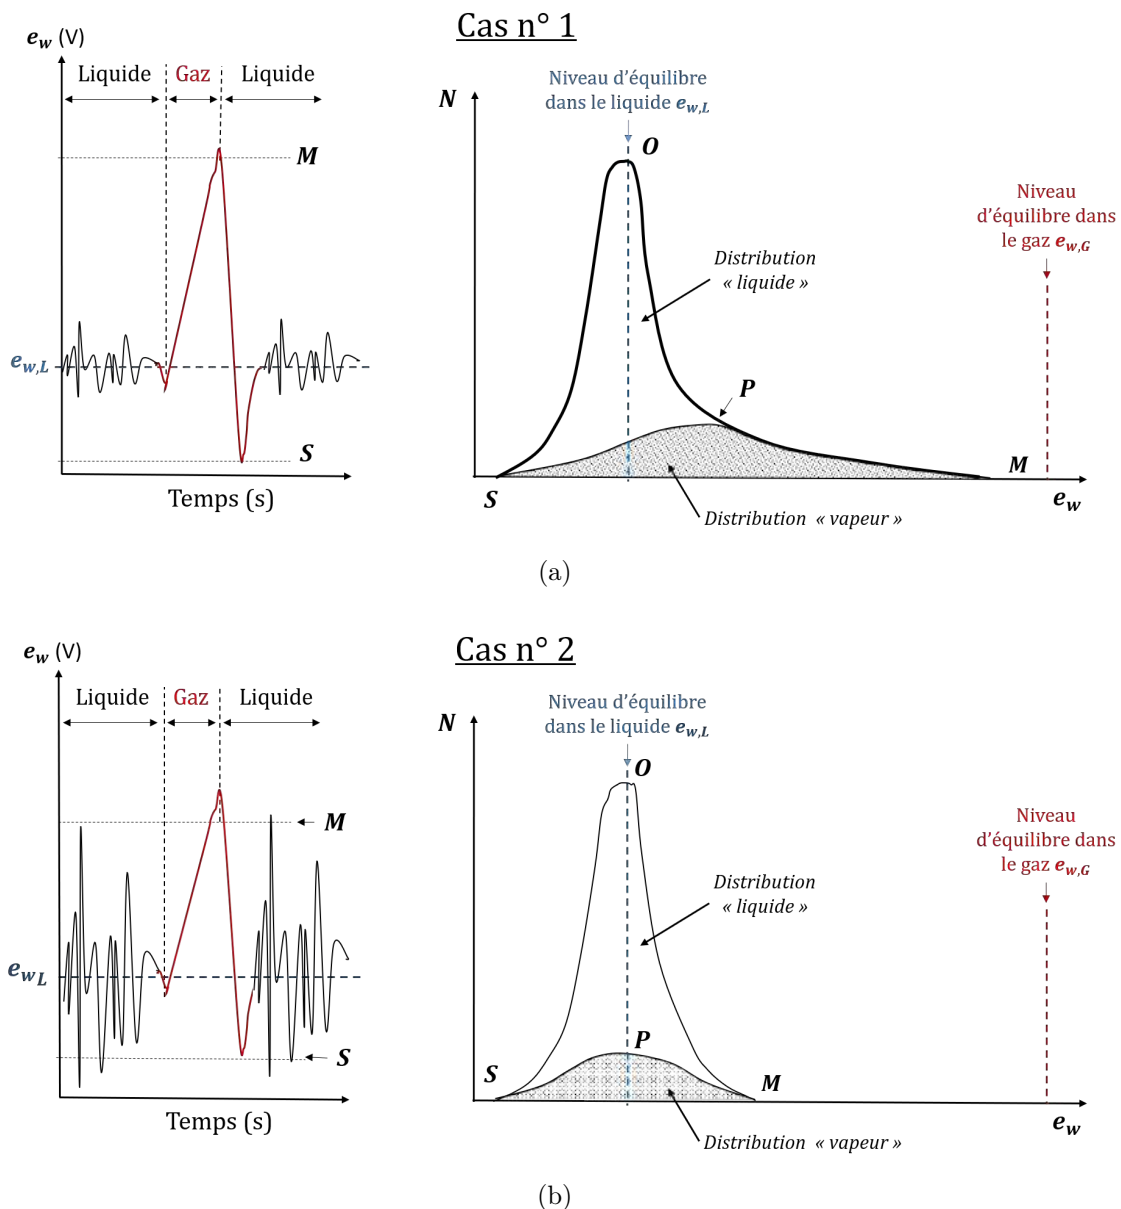 Cas n° 1
e_w (V)
Liquide
Gaz
Liquide
M
e_w,L
S
Temps (s)
N
Niveau d’équilibre
dans le liquide e_w,L
O
Niveau
d’équilibre dans
le gaz e_w,G
Distribution
« liquide »
P
M
S
e_w
Distribution « vapeur »
(a)
Cas n° 2
e_w (V)
Liquide
Gaz
Liquide
M
e_w_L
S
Temps (s)
N
Niveau d’équilibre
dans le liquide e_w,L
O
Niveau
d’équilibre dans
le gaz e_w,G
Distribution
« liquide »
P
S
M
e_w
Distribution « vapeur »
(b)